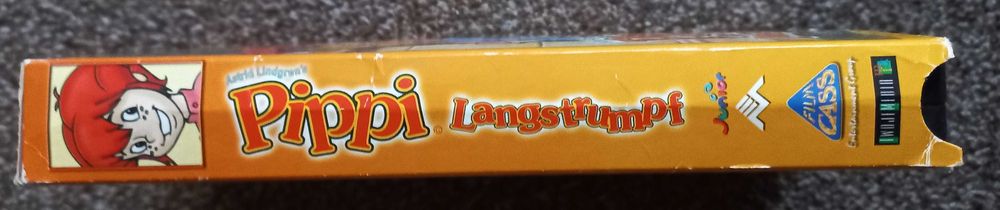 Astrid Lindgren's
Pippi
Langstrumpf
Junior
FILM
CASS
Entertainment Group